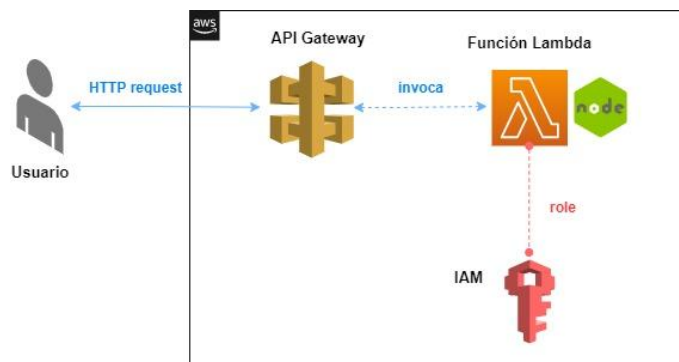 aws
API Gateway
Función Lambda
HTTP request
invoca
node
Usuario
role
IAM